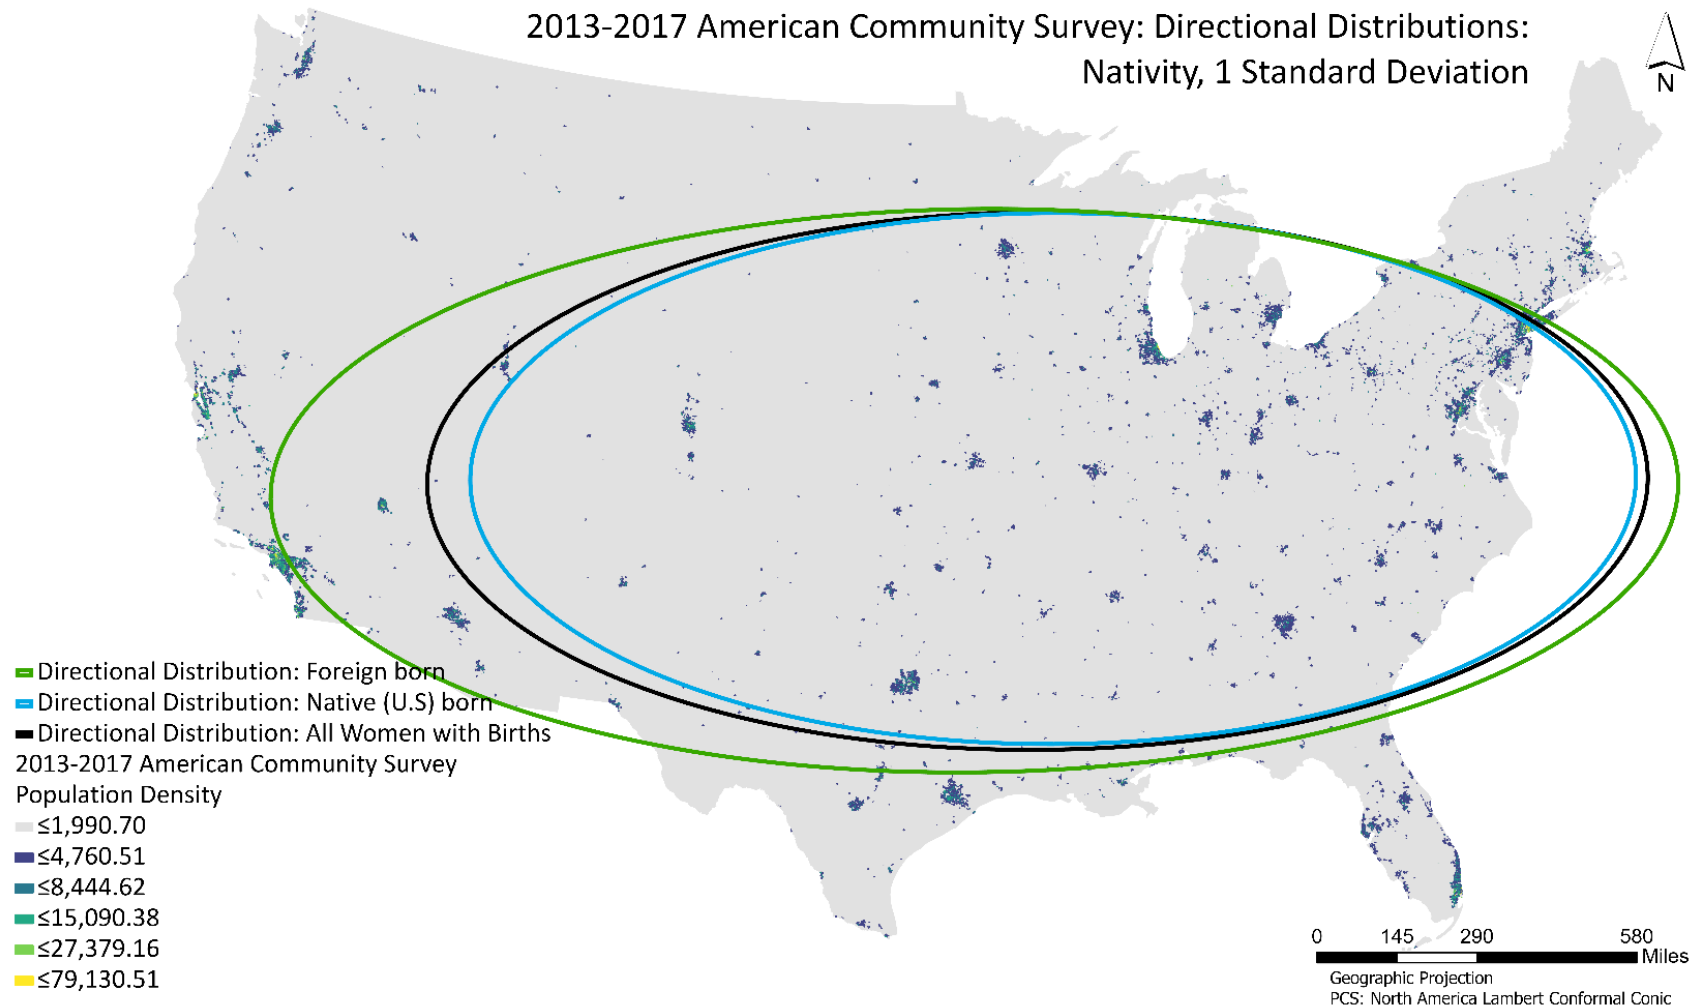 2013-2017 American Community Survey: Directional Distributions:
Nativity, 1 Standard Deviation
N
Directional Distribution: Foreign born
Directional Distribution: Native (U.S) born
Directional Distribution: All Women with Births
2013-2017 American Community Survey
Population Density
≤1,990.70
≤4,760.51
≤8,444.62
≤15,090.38
≤27,379.16
≤79,130.51
0 145 290 580
Miles
Geographic Projection
PCS: North America Lambert Conformal Conic